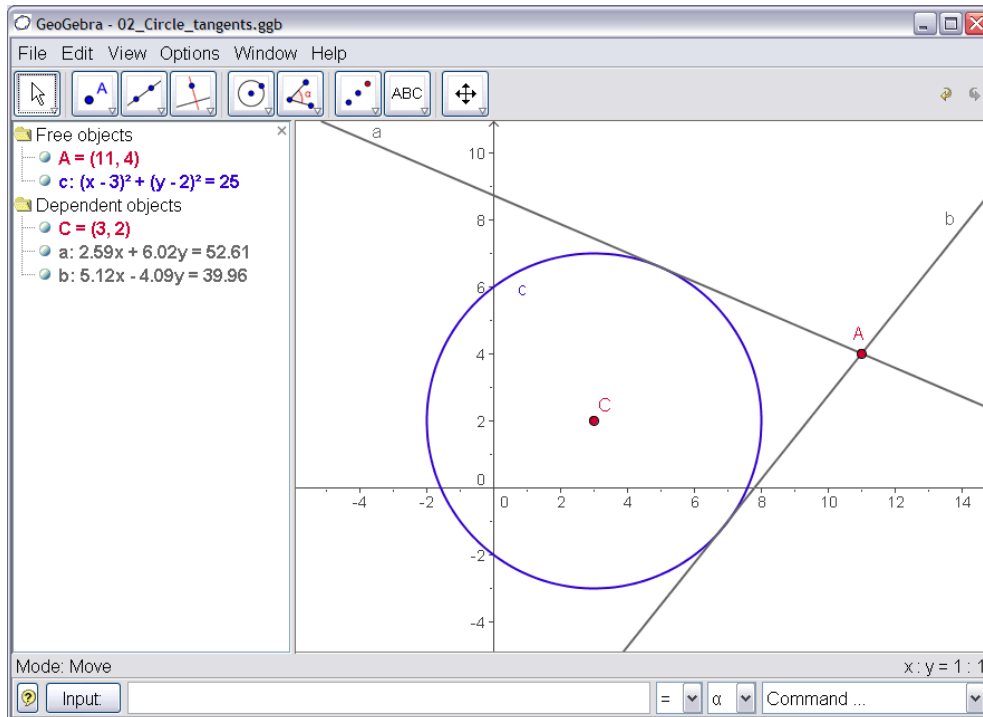 GeoGebra - 02_Circle_tangents.ggb
File Edit View Options Window Help
A α ABC
Free objects
A = (11, 4)
c: (x - 3)² + (y - 2)² = 25
Dependent objects
C = (3, 2)
a: 2.59x + 6.02y = 52.61
b: 5.12x - 4.09y = 39.96
a
10
8
b
6
c
A
4
C
2
0
-4 -2 0 2 4 6 8 10 12 14
-2
-4
Mode: Move x : y = 1 : 1
? Input: = α Command ...